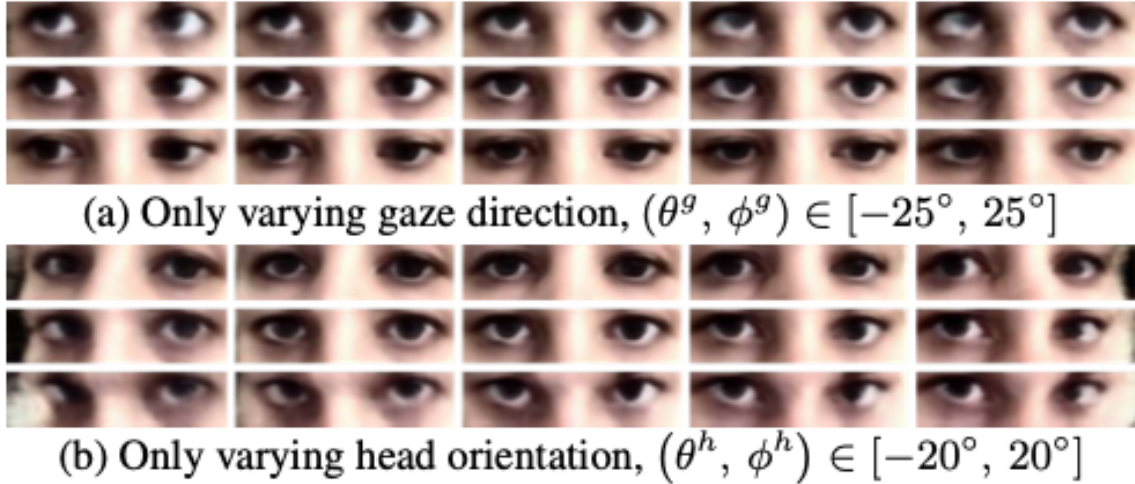 (a) Only varying gaze direction, (θ^g, ϕ^g) ∈ [−25°, 25°]
(b) Only varying head orientation, (θ^h, ϕ^h) ∈ [−20°, 20°]